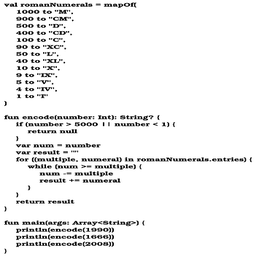 val romanNumerals = mapOf(
    1000 to "M",
    900 to "CM",
    500 to "D",
    400 to "CD",
    100 to "C",
    90 to "XC",
    50 to "L",
    40 to "XL",
    10 to "X",
    9 to "IX",
    5 to "V",
    4 to "IV",
    1 to "I"
)

fun encode(number: Int): String? {
    if (number > 5000 || number < 1) {
        return null
    }
    var num = number
    var result = ""
    for ((multiple, numeral) in romanNumerals.entries) {
        while (num >= multiple) {
            num -= multiple
            result += numeral
        }
    }
    return result
}

fun main(args: Array<String>) {
    println(encode(1990))
    println(encode(1666))
    println(encode(2008))
}